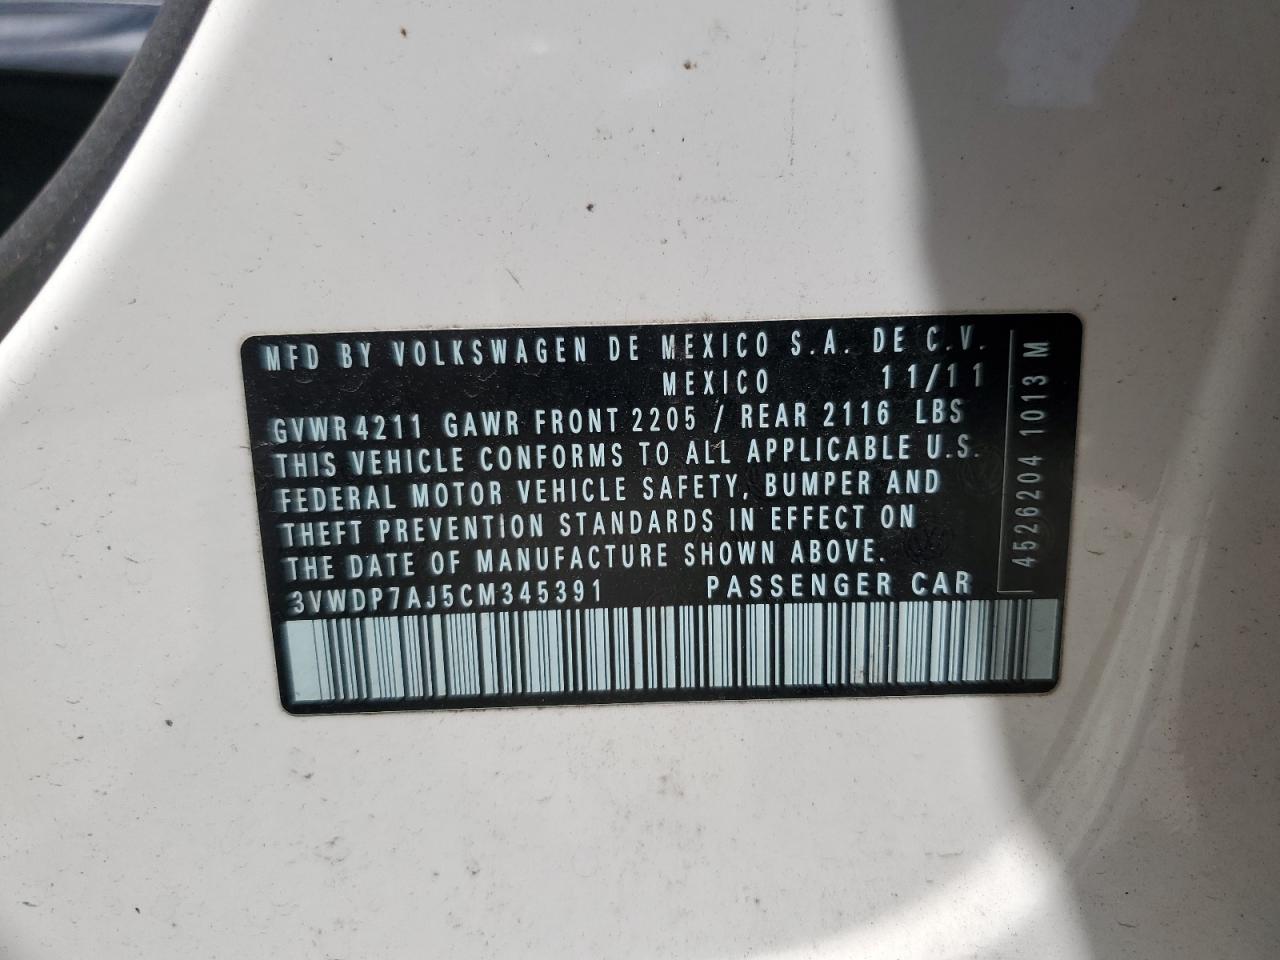 MFD BY VOLKSWAGEN DE MEXICO S.A. DE C.V.
MEXICO 11/11
GVWR 4211 GAWR FRONT 2205 / REAR 2116 LBS
THIS VEHICLE CONFORMS TO ALL APPLICABLE U.S.
FEDERAL MOTOR VEHICLE SAFETY, BUMPER AND
THEFT PREVENTION STANDARDS IN EFFECT ON
THE DATE OF MANUFACTURE SHOWN ABOVE.
3VWDP7AJ5CM345391 PASSENGER CAR
4526204 1013 M